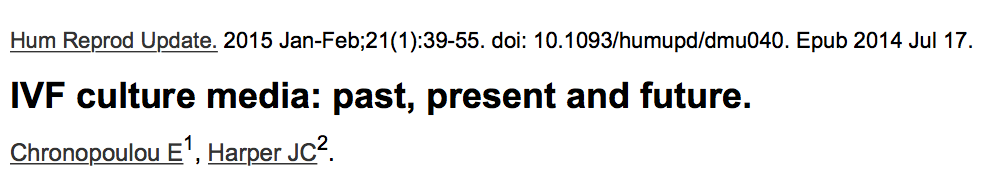 Hum Reprod Update. 2015 Jan-Feb;21(1):39-55. doi: 10.1093/humupd/dmu040. Epub 2014 Jul 17.
IVF culture media: past, present and future.
Chronopoulou E1, Harper JC2.